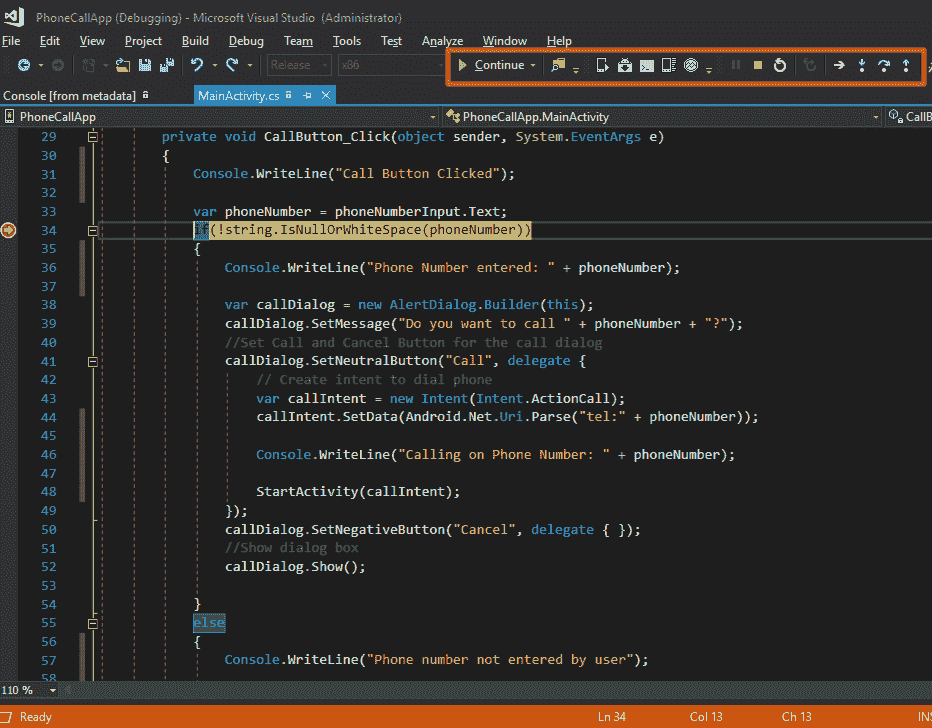 PhoneCallApp (Debugging) - Microsoft Visual Studio (Administrator)
File Edit View Project Build Debug Team Tools Test Analyze Window Help
Release x86 Continue
Console [from metadata] MainActivity.cs
PhoneCallApp PhoneCallApp.MainActivity CallB
29 private void CallButton_Click(object sender, System.EventArgs e)
30 {
31 Console.WriteLine("Call Button Clicked");
32
33 var phoneNumber = phoneNumberInput.Text;
34 if(!string.IsNullOrWhiteSpace(phoneNumber))
35 {
36 Console.WriteLine("Phone Number entered: " + phoneNumber);
37
38 var callDialog = new AlertDialog.Builder(this);
39 callDialog.SetMessage("Do you want to call " + phoneNumber + "?");
40 //Set Call and Cancel Button for the call dialog
41 callDialog.SetNeutralButton("Call", delegate {
42 // Create intent to dial phone
43 var callIntent = new Intent(Intent.ActionCall);
44 callIntent.SetData(Android.Net.Uri.Parse("tel:" + phoneNumber));
45
46 Console.WriteLine("Calling on Phone Number: " + phoneNumber);
47
48 StartActivity(callIntent);
49 });
50 callDialog.SetNegativeButton("Cancel", delegate { });
51 //Show dialog box
52 callDialog.Show();
53
54 }
55 else
56 {
57 Console.WriteLine("Phone number not entered by user");
58
110 %
Ready Ln 34 Col 13 Ch 13 INS